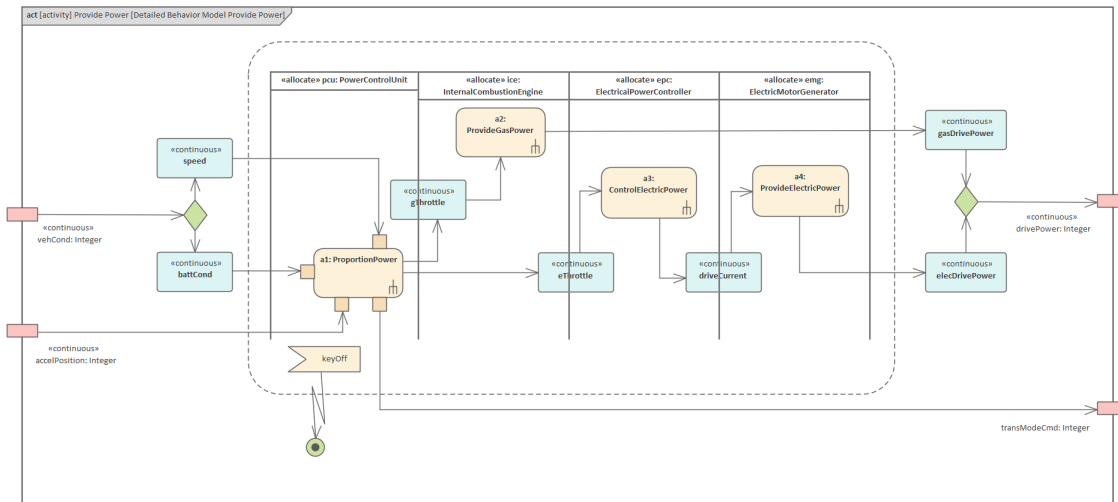 act [activity] Provide Power [Detailed Behavior Model Provide Power]
«allocate» pcu: PowerControlUnit
«allocate» ice:
InternalCombustionEngine
«allocate» epc:
ElectricalPowerController
«allocate» emg:
ElectricMotorGenerator
a2:
ProvideGasPower
«continuous»
gasDrivePower
«continuous»
speed
«continuous»
gThrottle
a3:
ControlElectricPower
a4:
ProvideElectricPower
«continuous»
vehCond: Integer
«continuous»
drivePower: Integer
«continuous»
battCond
a1: ProportionPower
«continuous»
eThrottle
«continuous»
driveCurrent
«continuous»
elecDrivePower
«continuous»
accelPosition: Integer
keyOff
transModeCmd: Integer